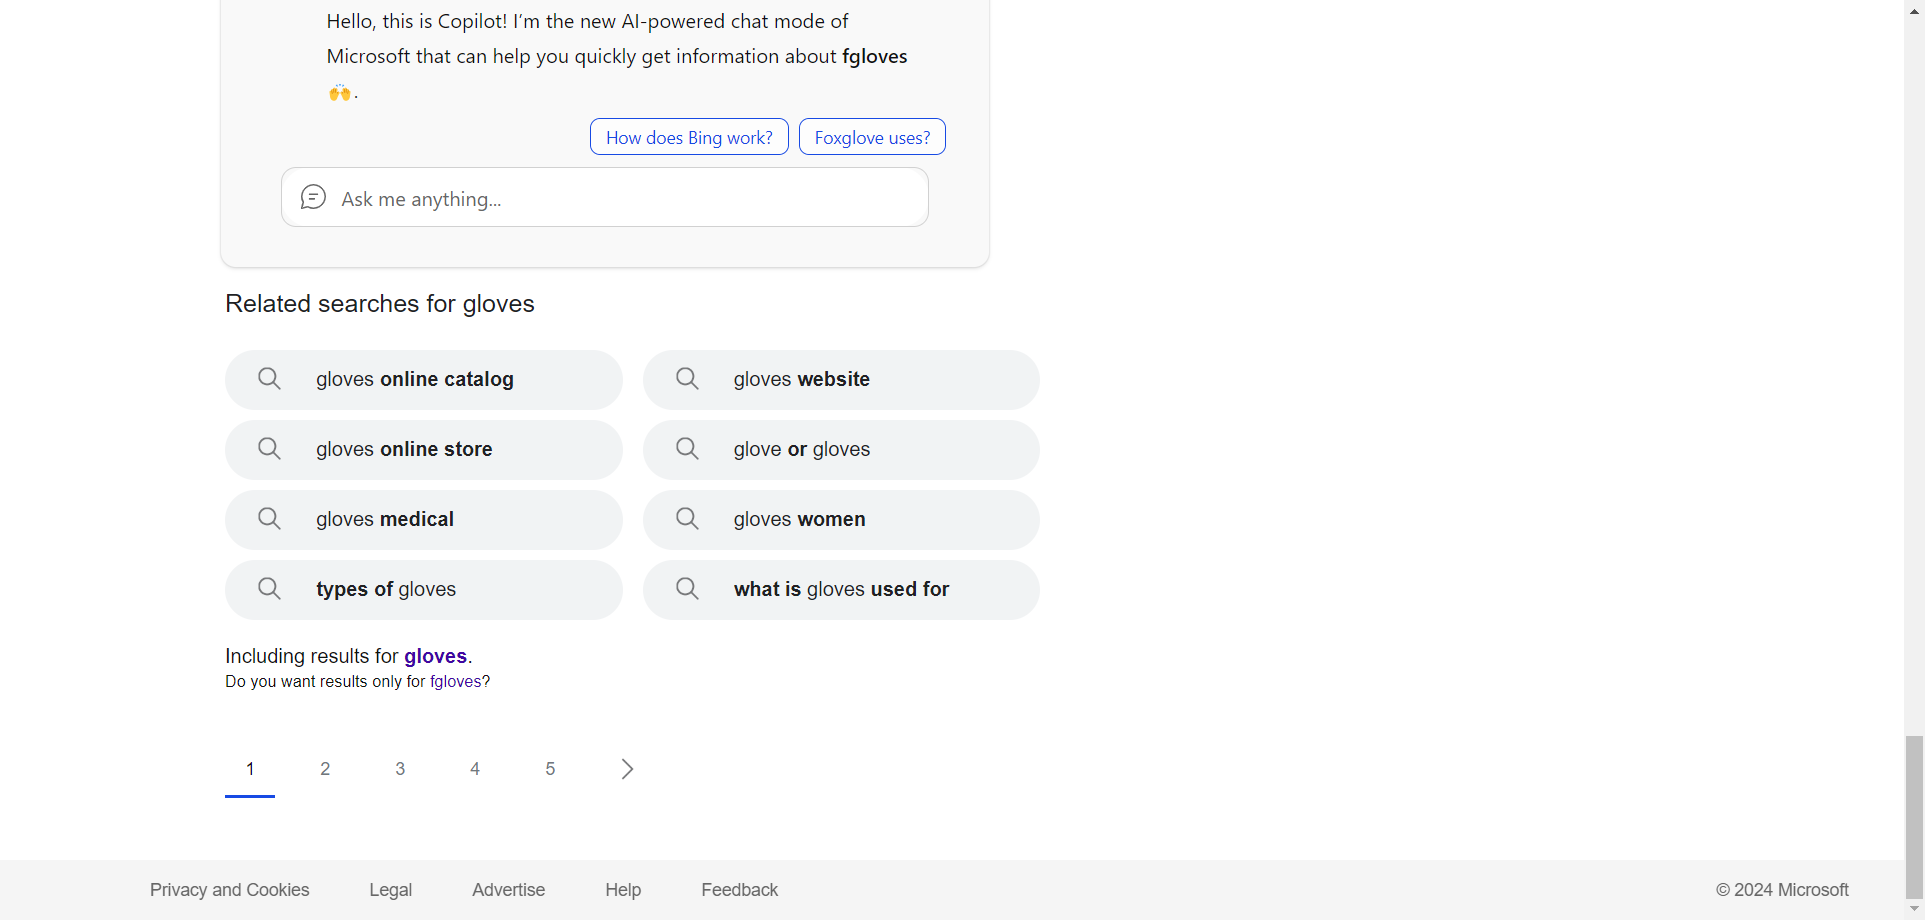 Hello, this is Copilot! I'm the new AI-powered chat mode of
Microsoft that can help you quickly get information about fgloves
🙌.
How does Bing work?
Foxglove uses?
Ask me anything...
Related searches for gloves
gloves online catalog
gloves website
gloves online store
glove or gloves
gloves medical
gloves women
types of gloves
what is gloves used for
Including results for gloves.
Do you want results only for fgloves?
1 2 3 4 5
Privacy and Cookies Legal Advertise Help Feedback © 2024 Microsoft